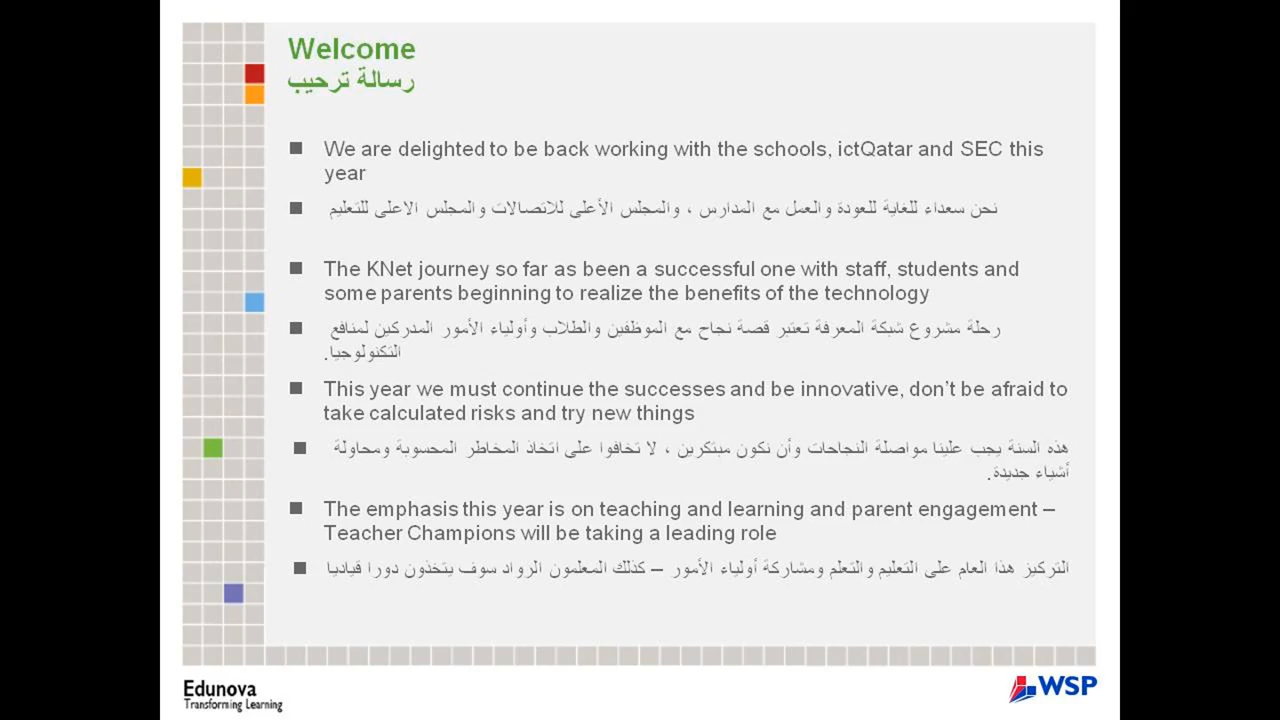 Welcome
رسالة ترحيب
We are delighted to be back working with the schools, ictQatar and SEC this
year
نحن سعداء للغاية للعودة والعمل مع المدارس ، والمجلس الأعلى للاتصالات والمجلس الاعلى للتعليم
The KNet journey so far as been a successful one with staff, students and
some parents beginning to realize the benefits of the technology
رحلة مشروع شبكة المعرفة تعتبر قصة نجاح مع الموظفين والطلاب وأولياء الأمور المدركين لمنافع
التكنولوجيا.
This year we must continue the successes and be innovative, don't be afraid to
take calculated risks and try new things
هذه السنة يجب علينا مواصلة النجاحات وأن نكون مبتكرين ، لا تخافوا على اتخاذ المخاطر المحسوبة ومحاولة
أشياء جديدة.
The emphasis this year is on teaching and learning and parent engagement –
Teacher Champions will be taking a leading role
التركيز هذا العام على التعليم والتعلم ومشاركة أولياء الأمور – كذلك المعلمون الرواد سوف يتخذون دورا قياديا
Edunova
Transforming Learning
WSP